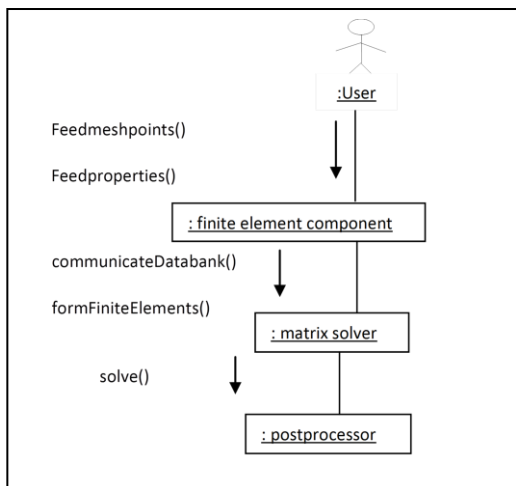 :User
Feedmeshpoints()
Feedproperties()
: finite element component
communicateDatabank()
formFiniteElements()
: matrix solver
solve()
: postprocessor